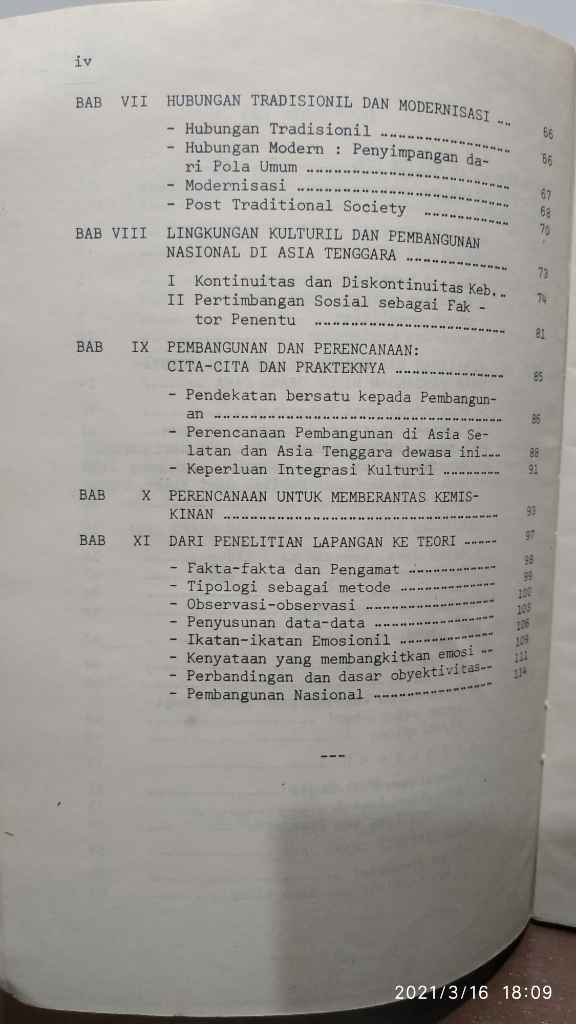 iv
BAB VII HUBUNGAN TRADISIONIL DAN MODERNISASI .. 66
- Hubungan Tradisionil ................ 66
- Hubungan Modern : Penyimpangan da-
ri Pola Umum ........................ 67
- Modernisasi ......................... 68
- Post Traditional Society ........... 70
BAB VIII LINGKUNGAN KULTURIL DAN PEMBANGUNAN
NASIONAL DI ASIA TENGGARA ............. 73
I Kontinuitas dan Diskontinuitas Keb... 74
II Pertimbangan Sosial sebagai Fak -
tor Penentu ....................... 81
BAB IX PEMBANGUNAN DAN PERENCANAAN:
CITA-CITA DAN PRAKTEKNYA .............. 85
- Pendekatan bersatu kepada Pembangun-
an .................................. 86
- Perencanaan Pembangunan di Asia Se-
latan dan Asia Tenggara dewasa ini... 88
- Keperluan Integrasi Kulturil ........ 91
BAB X PERENCANAAN UNTUK MEMBERANTAS KEMIS-
KINAN ................................. 93
BAB XI DARI PENELITIAN LAPANGAN KE TEORI ..... 97
- Fakta-fakta dan Pengamat ............ 98
- Tipologi sebagai metode ............. 99
- Observasi-observasi ................. 100
- Penyusunan data-data ................ 103
- Ikatan-ikatan Emosionil ............. 106
- Kenyataan yang membangkitkan emosi .. 109
- Perbandingan dan dasar obyektivitas.. 111
- Pembangunan Nasional ................ 114
---
2021/3/16 18:09